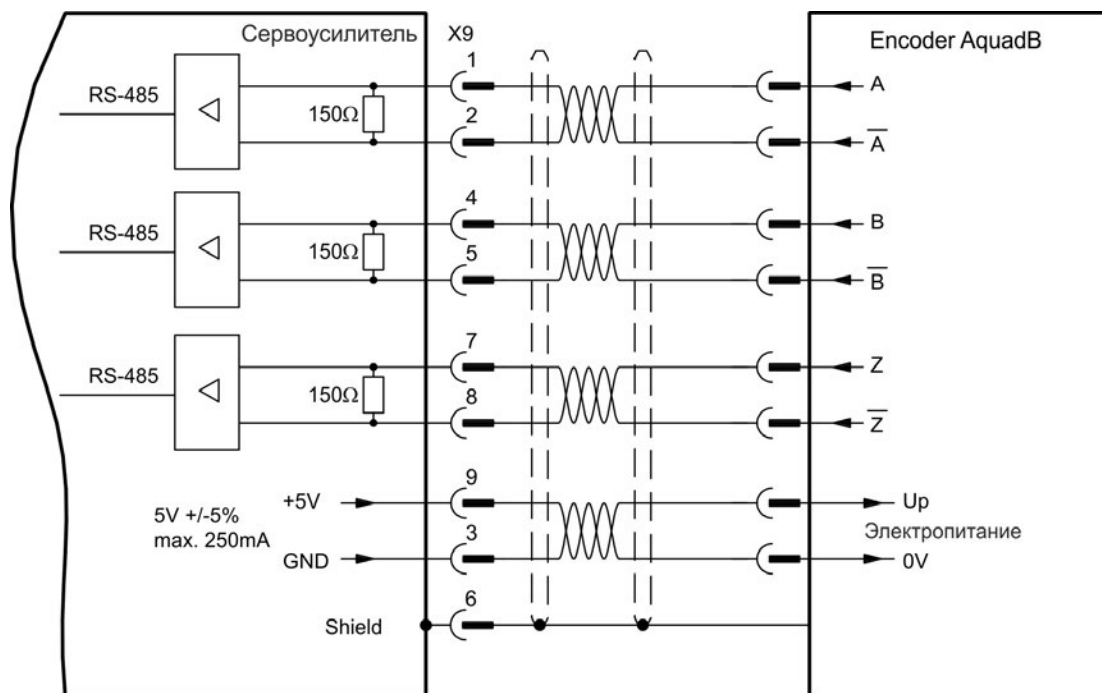 Сервоусилитель
X9
Encoder AquadB
RS-485
150Ω
1
2
A
A̅
RS-485
150Ω
4
5
B
B̅
RS-485
150Ω
7
8
Z
Z̅
5V +/-5%
max. 250mA
+5V
GND
9
3
Up
Электропитание
0V
Shield
6